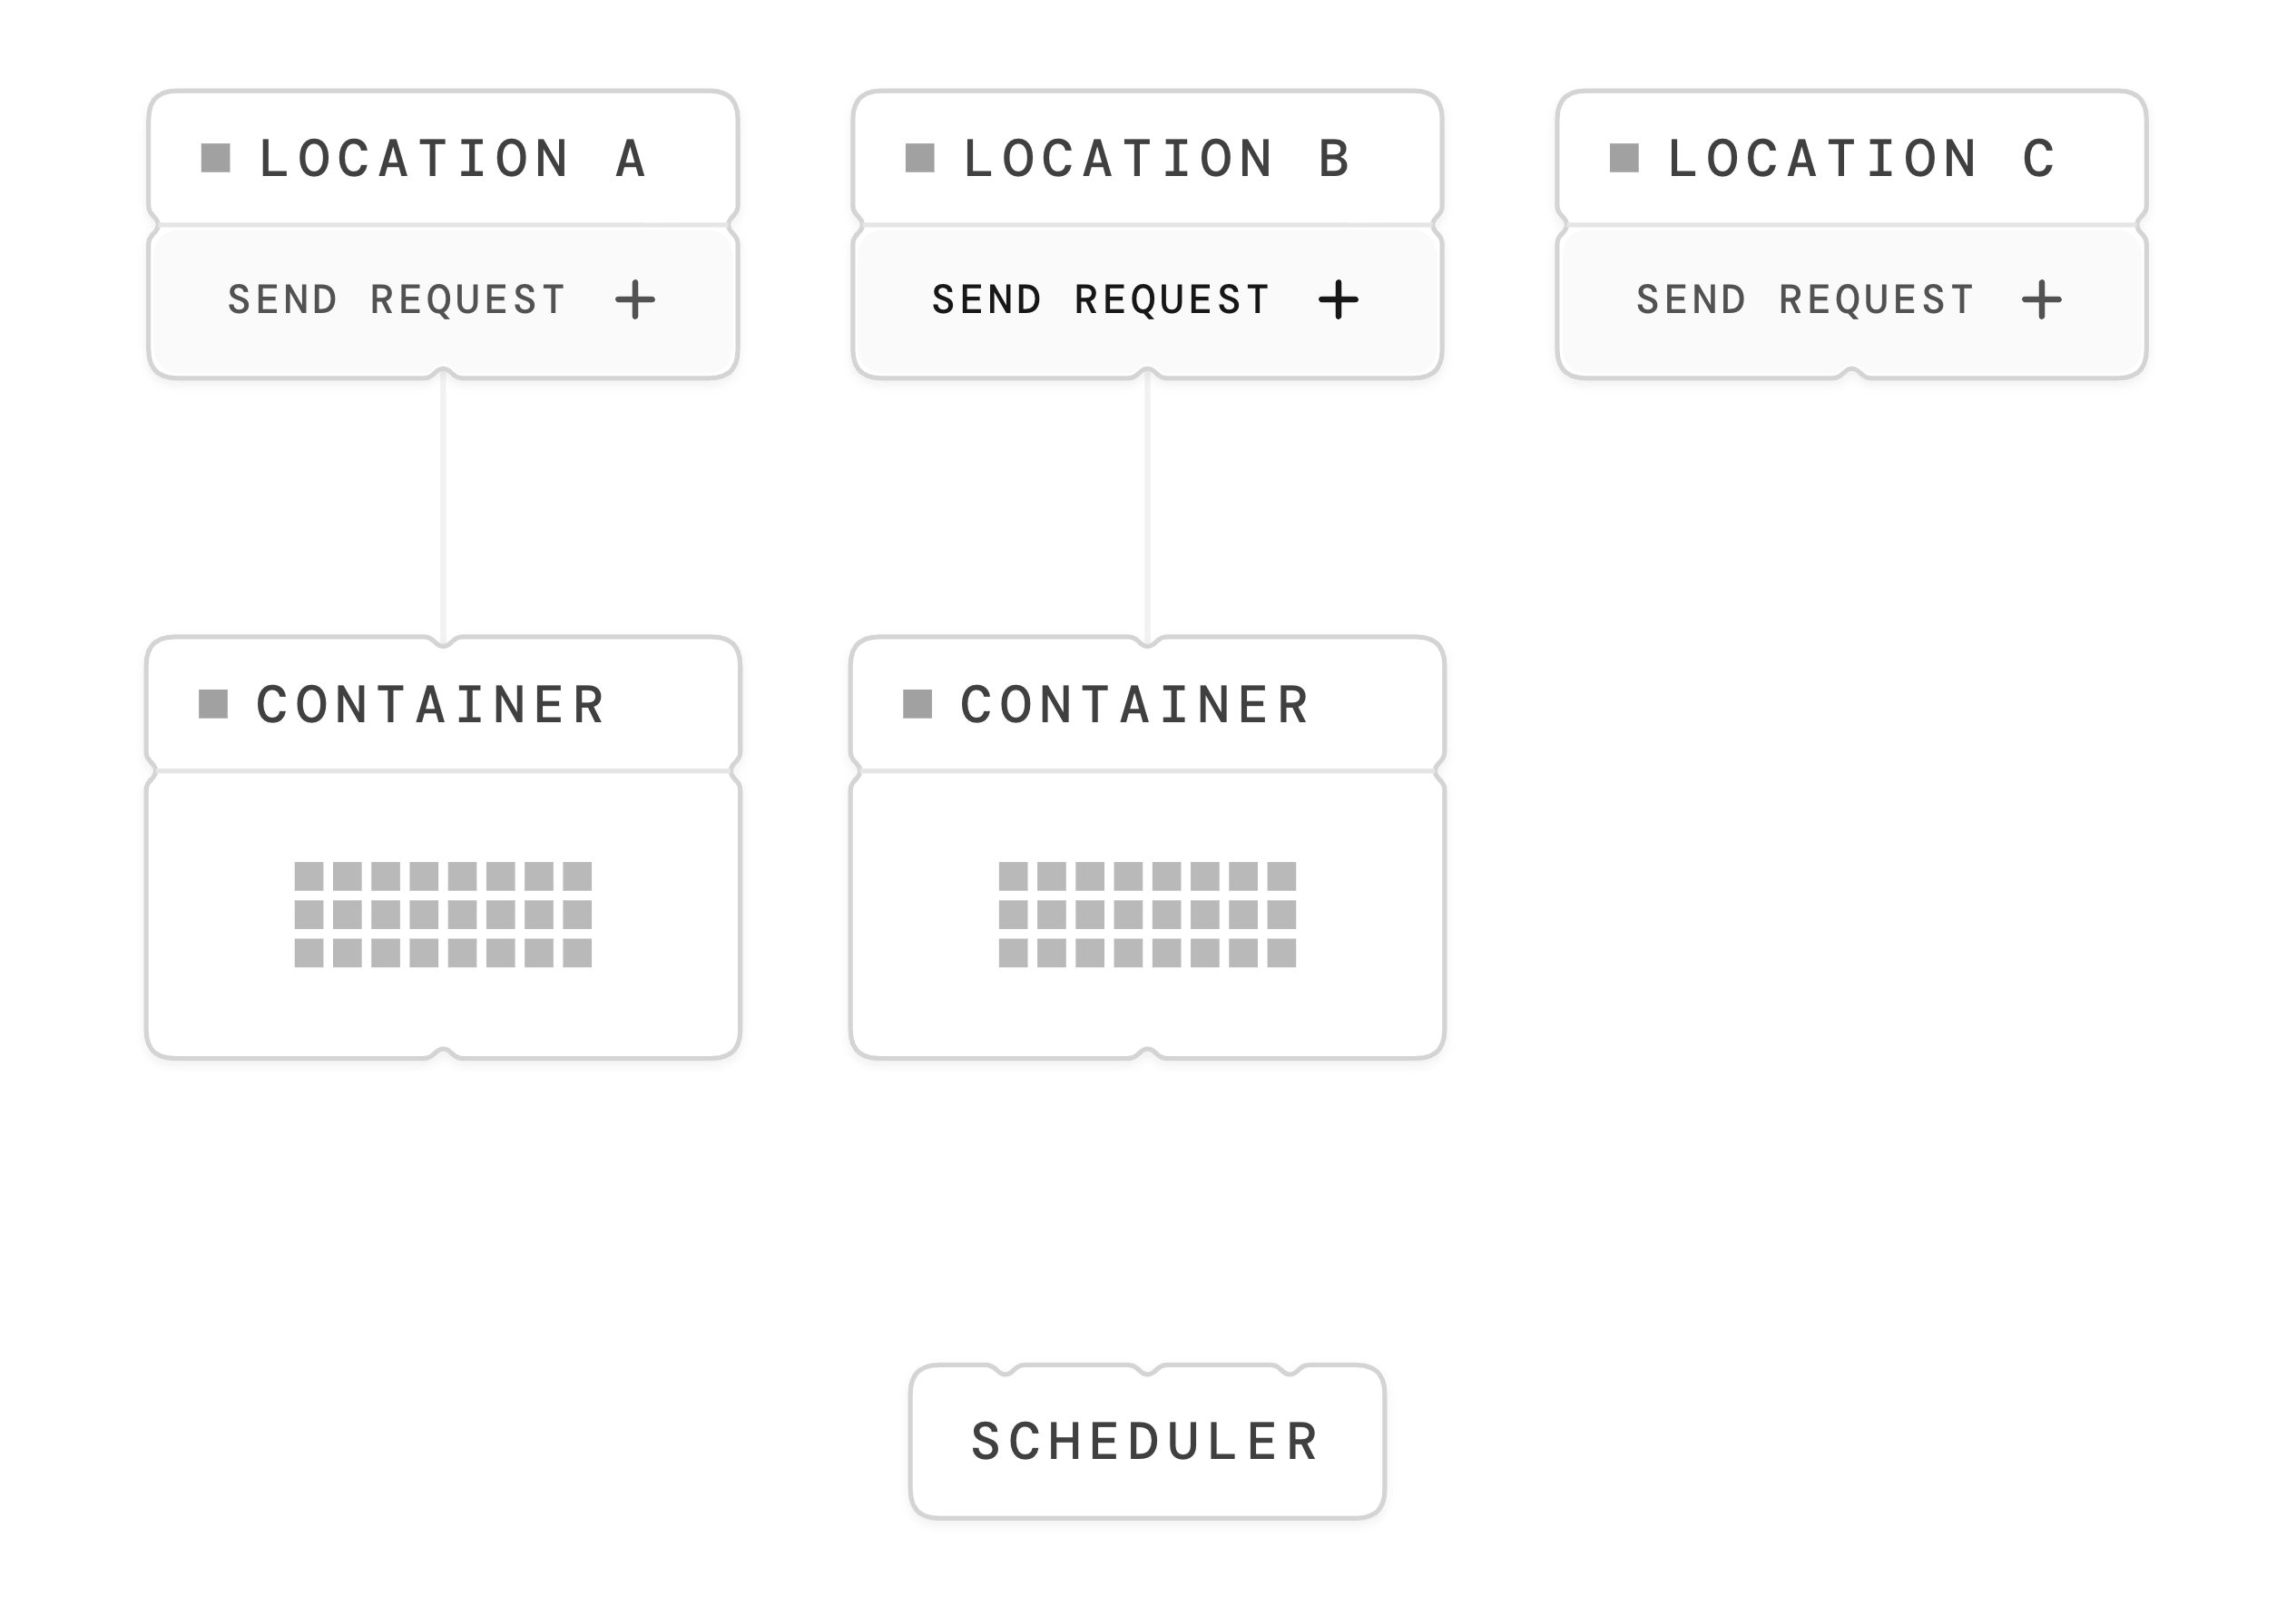 LOCATION A
SEND REQUEST +
LOCATION B
SEND REQUEST +
LOCATION C
SEND REQUEST +
CONTAINER
CONTAINER
SCHEDULER